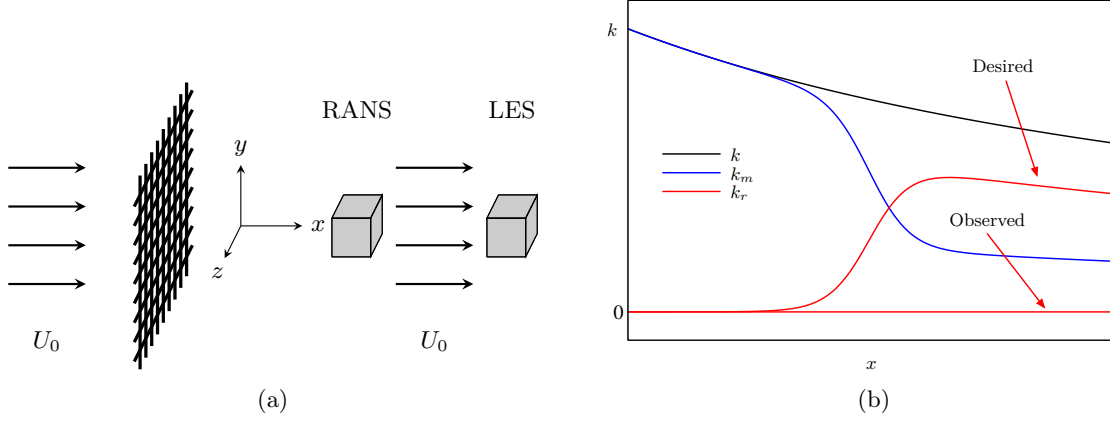 RANS
LES
y
x
z
U₀
U₀
(a)
k
Desired
k
kₘ
kᵣ
Observed
0
x
(b)